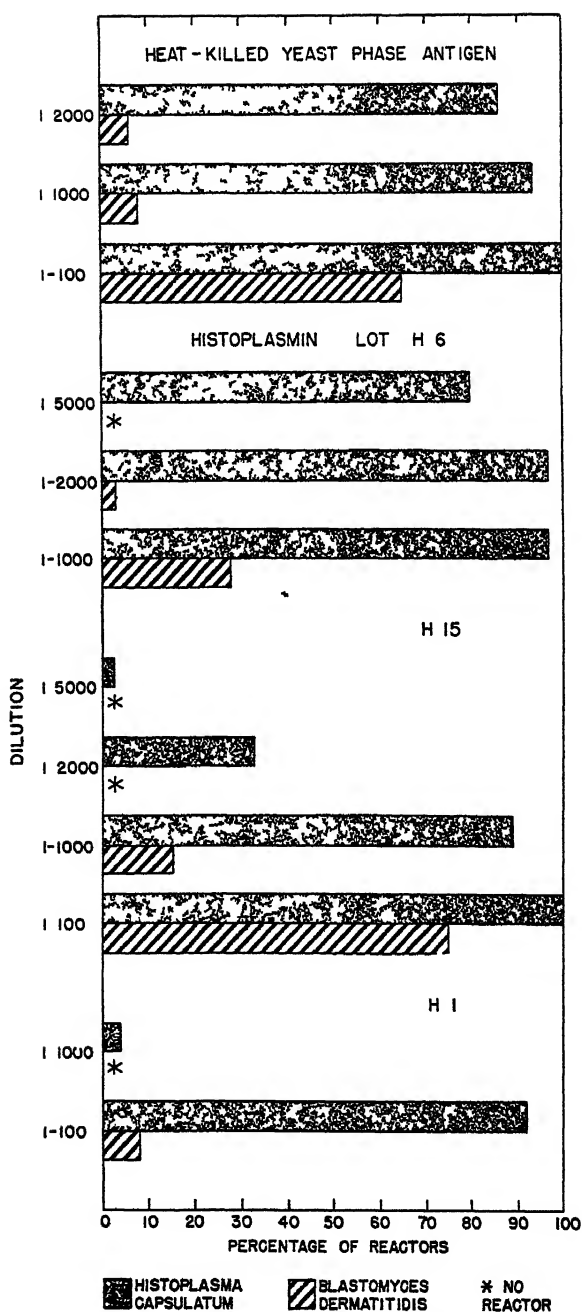 HEAT-KILLED YEAST PHASE ANTIGEN
1 2000
1 1000
1-100
HISTOPLASMIN LOT H 6
1 5000
*
1-2000
1-1000
H 15
1 5000
*
1 2000
*
1-1000
1 100
H 1
1 1000
*
1-100
DILUTION
0 10 20 30 40 50 60 70 80 90 100
PERCENTAGE OF REACTORS
HISTOPLASMA CAPSULATUM
BLASTOMYCES DERMATITIDIS
* NO REACTOR